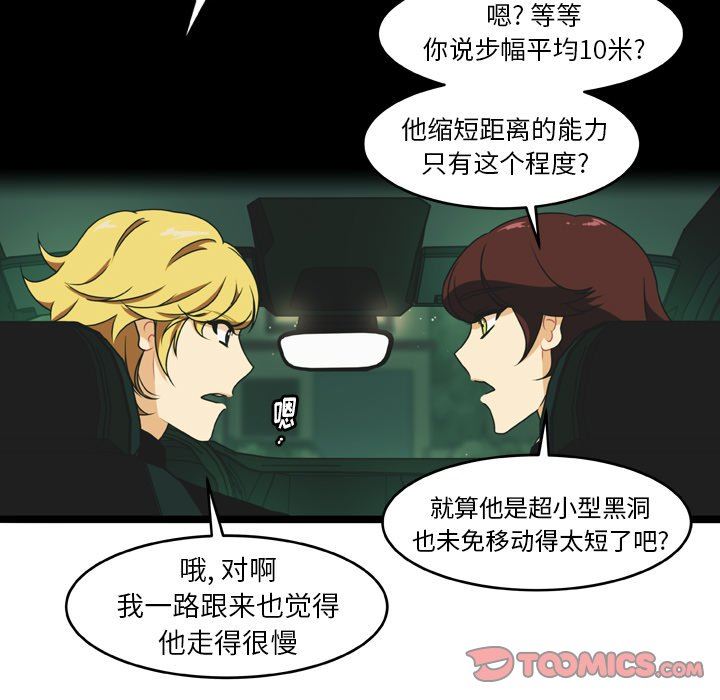 嗯? 等等
你说步幅平均10米?
他缩短距离的能力
只有这个程度?
嗯.
就算他是超小型黑洞
也未免移动得太短了吧?
哦, 对啊
我一路跟来也觉得
他走得很慢
TOOMICS.COM